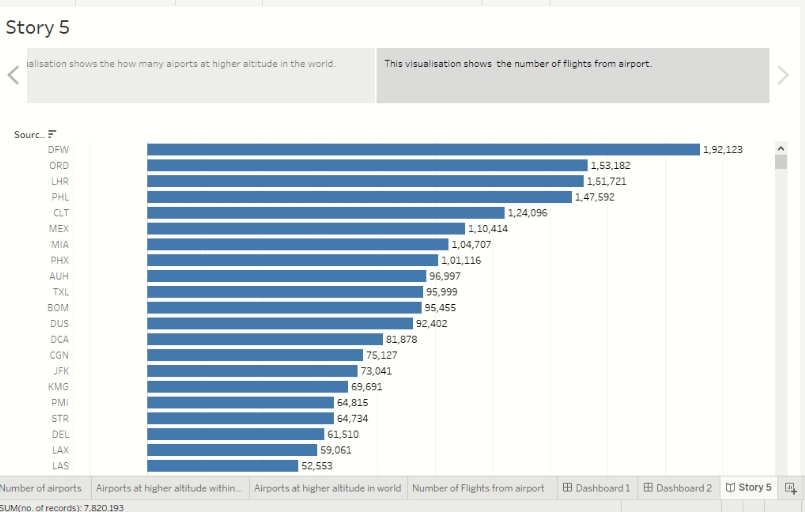 Story 5
alisation shows the how many aiports at higher altitude in the world.
This visualisation shows the number of flights from airport.
Sourc..
DFW 1,92,123
ORD 1,53,182
LHR 1,51,721
PHL 1,47,592
CLT 1,24,096
MEX 1,10,414
MIA 1,04,707
PHX 1,01,116
AUH 96,997
TXL 95,999
BOM 95,455
DUS 92,402
DCA 81,878
CGN 75,127
JFK 73,041
KMG 69,691
PMI 64,815
STR 64,734
DEL 61,510
LAX 59,061
LAS 52,553
Number of airports Airports at higher altitude within... Airports at higher altitude in world Number of Flights from airport Dashboard 1 Dashboard 2 Story 5
SUM(no. of records): 7,820,193